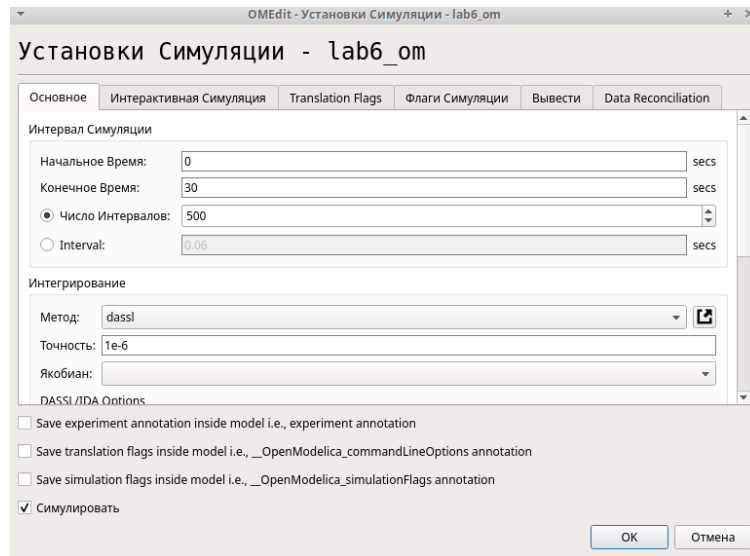 OMEdit - Установки Симуляции - lab6_om
Установки Симуляции - lab6_om
Основное Интерактивная Симуляция Translation Flags Флаги Симуляции Вывести Data Reconciliation
Интервал Симуляции
Начальное Время: 0 secs
Конечное Время: 30 secs
Число Интервалов: 500
Interval: 0.06 secs
Интегрирование
Метод: dassl
Точность: 1e-6
Якобиан:
DASSL/IDA Options
Save experiment annotation inside model i.e., experiment annotation
Save translation flags inside model i.e., __OpenModelica_commandLineOptions annotation
Save simulation flags inside model i.e., __OpenModelica_simulationFlags annotation
Симулировать
OK Отмена